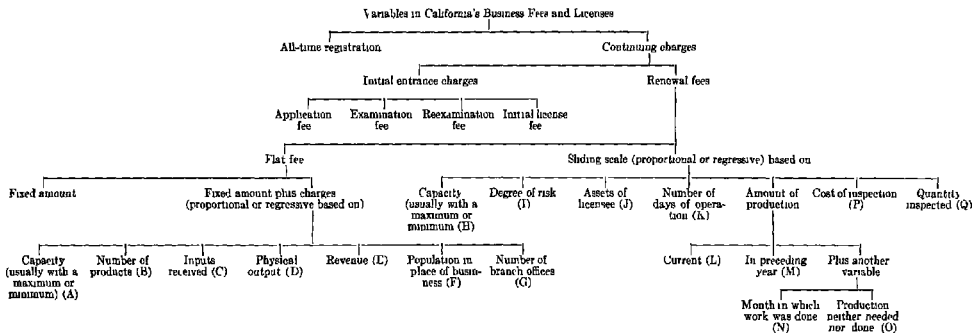 Variables in California's Business Fees and Licenses
All-time registration
Continuing charges
Initial entrance charges
Renewal fees
Application
fee
Examination
fee
Reexamination
fee
Initial license
fee
Flat fee
Sliding scale (proportional or regressive) based on
Fixed amount
Fixed amount plus charges
(proportional or regressive based on)
Capacity
(usually with a
maximum or
minimum) (H)
Degree of risk
(I)
Assets of
licensee (J)
Number of
days of opera-
tion (K)
Amount of
production
Cost of inspection
(P)
Quantity
inspected (Q)
Capacity
(usually with a
maximum or
minimum) (A)
Number of
products (B)
Inputs
received (C)
Physical
output (D)
Revenue (E)
Population in
place of busi-
ness (F)
Number of
branch offices
(G)
Current (L)
In preceding
year (M)
Plus another
variable
Month in which
work was done
(N)
Production
neither needed
nor done (O)